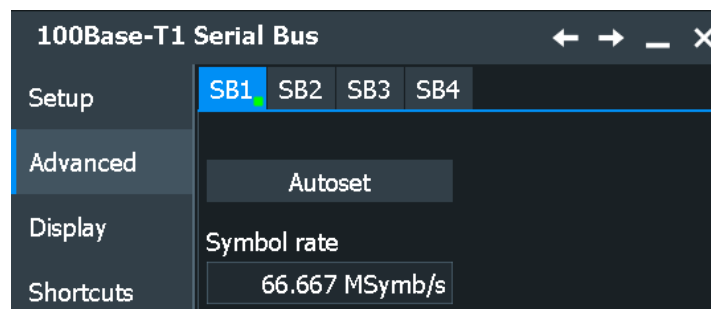 100Base-T1 Serial Bus
Setup
SB1 SB2 SB3 SB4
Advanced
Autoset
Display
Symbol rate
66.667 MSymb/s
Shortcuts